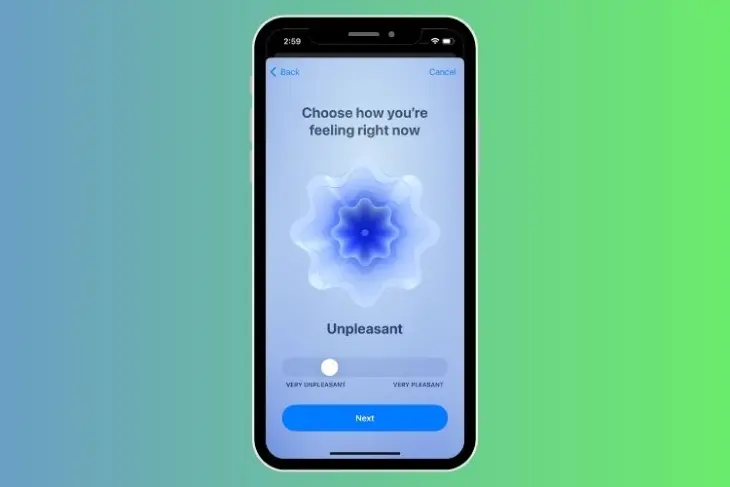 2:59
Back
Cancel
Choose how you're
feeling right now
Unpleasant
VERY UNPLEASANT
VERY PLEASANT
Next